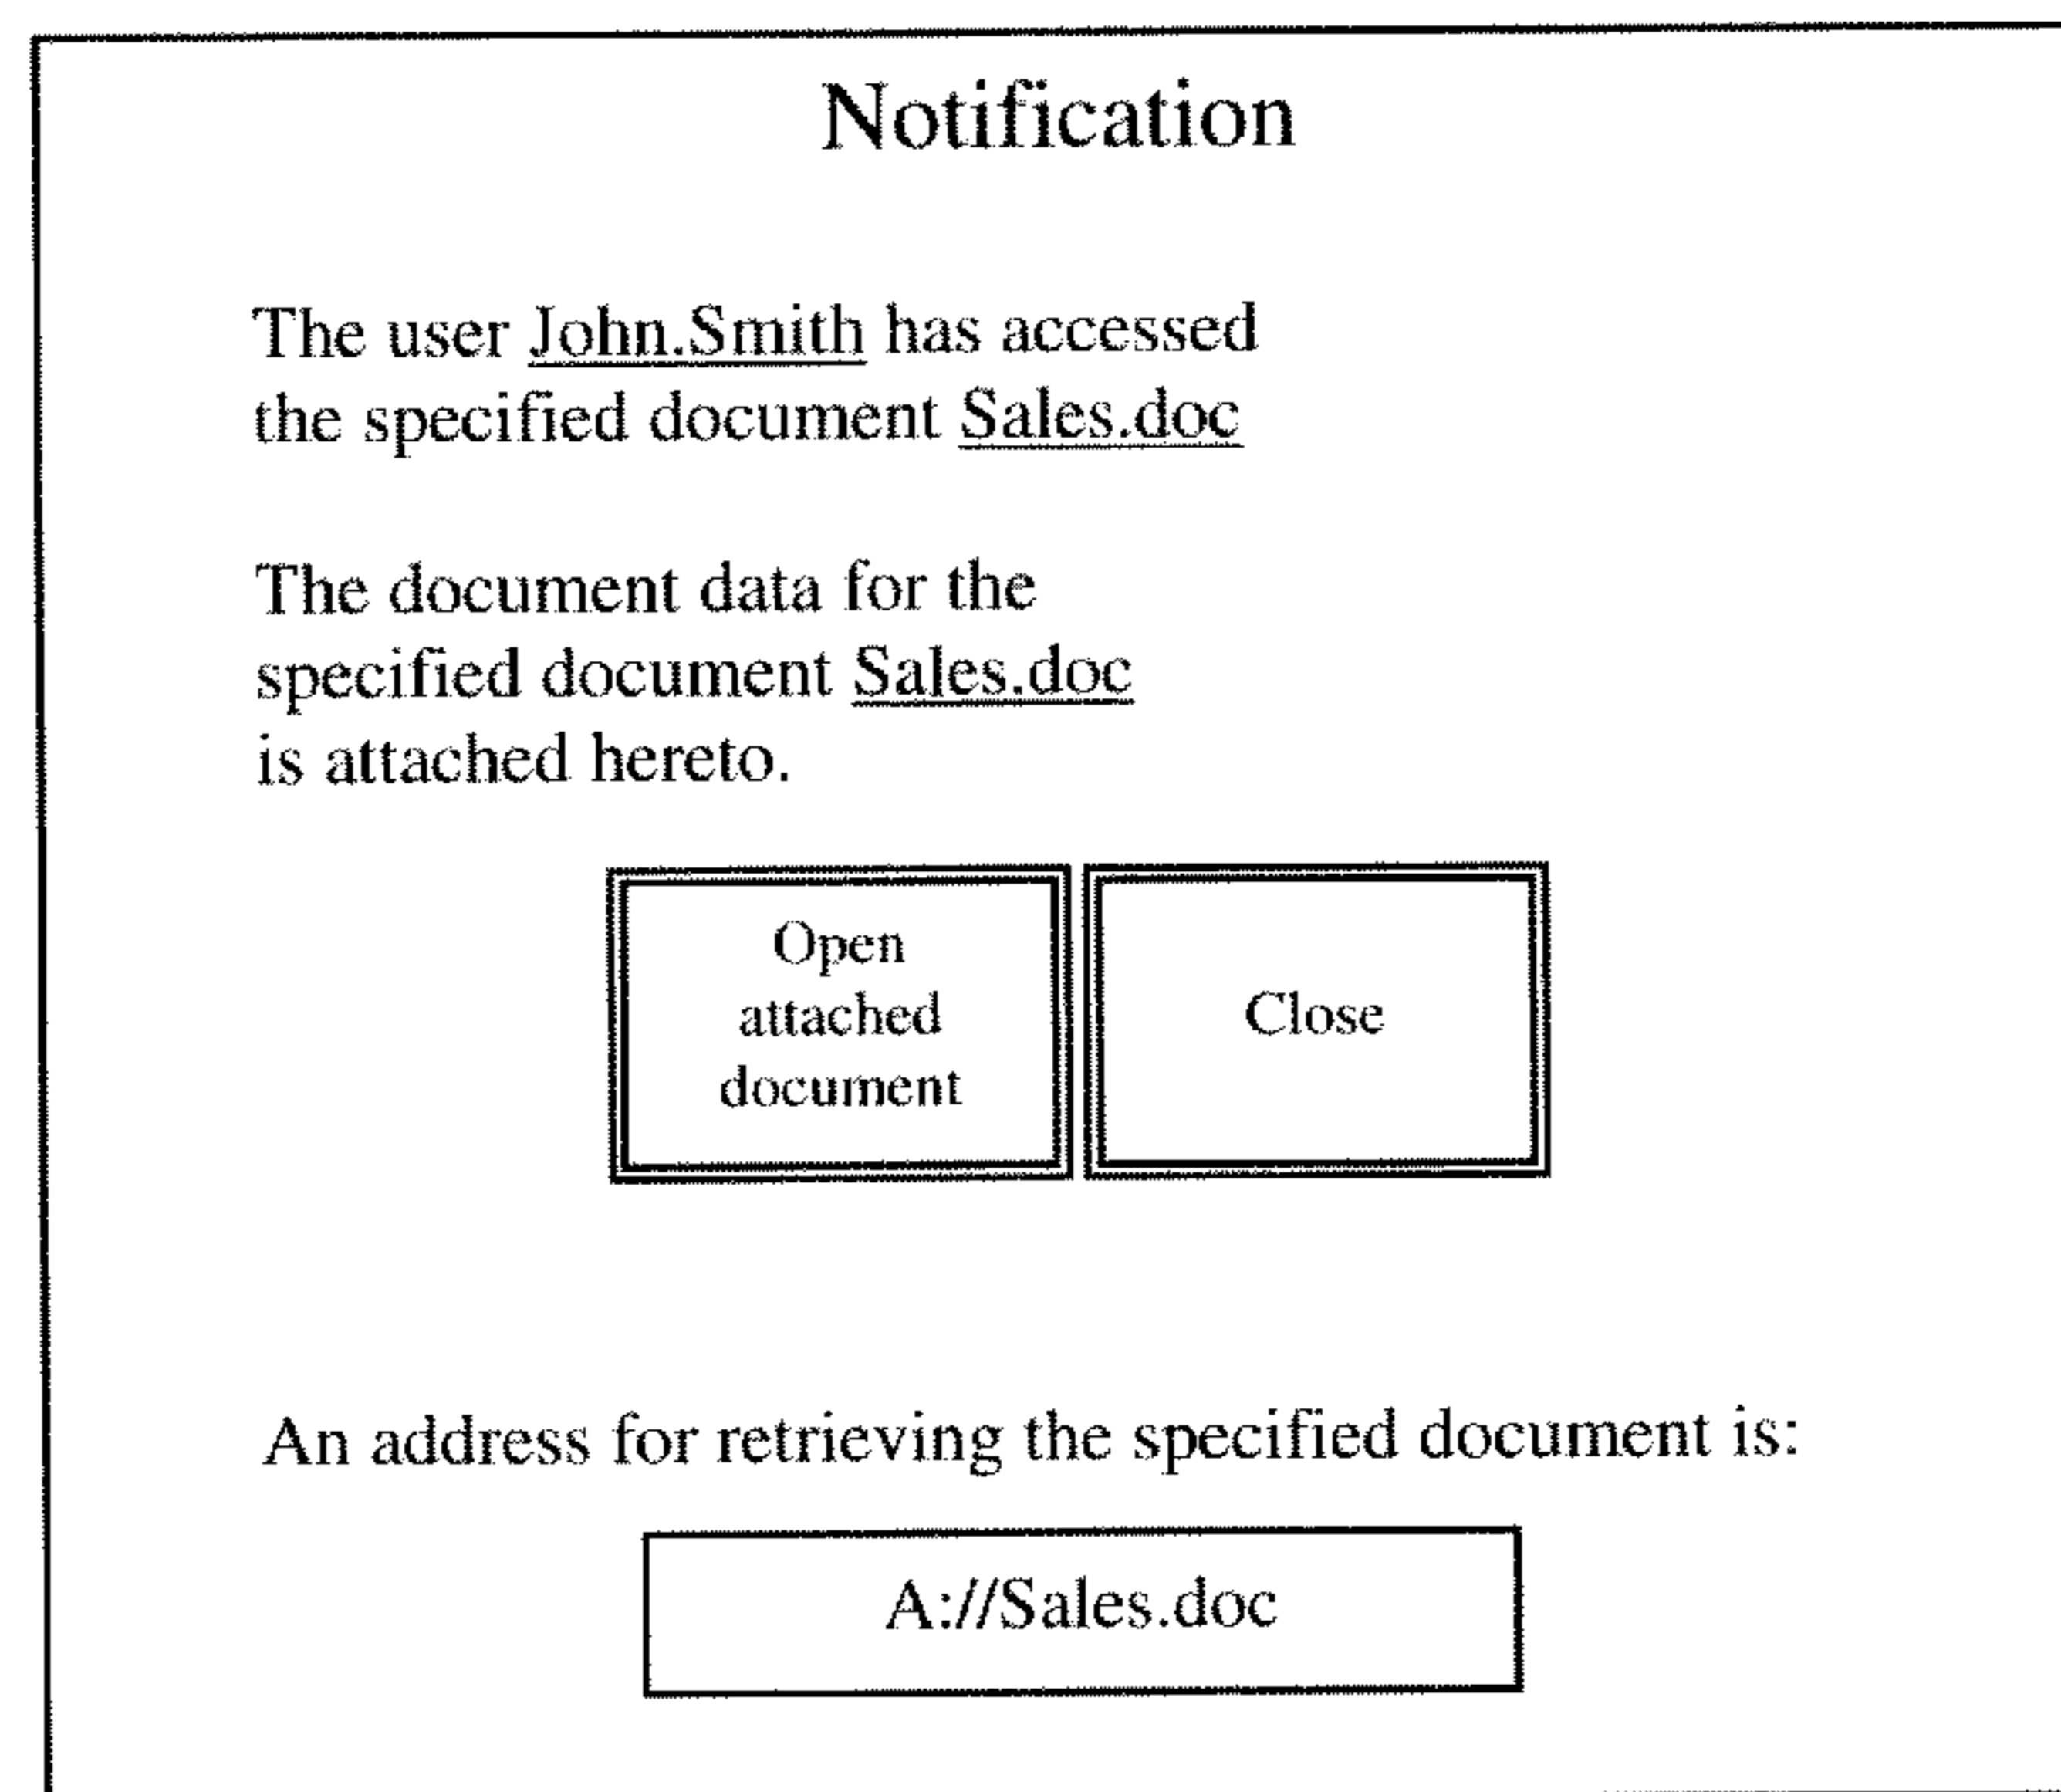 Notification
The user John.Smith has accessed
the specified document Sales.doc
The document data for the
specified document Sales.doc
is attached hereto.
Open
attached
document
Close
An address for retrieving the specified document is:
A://Sales.doc